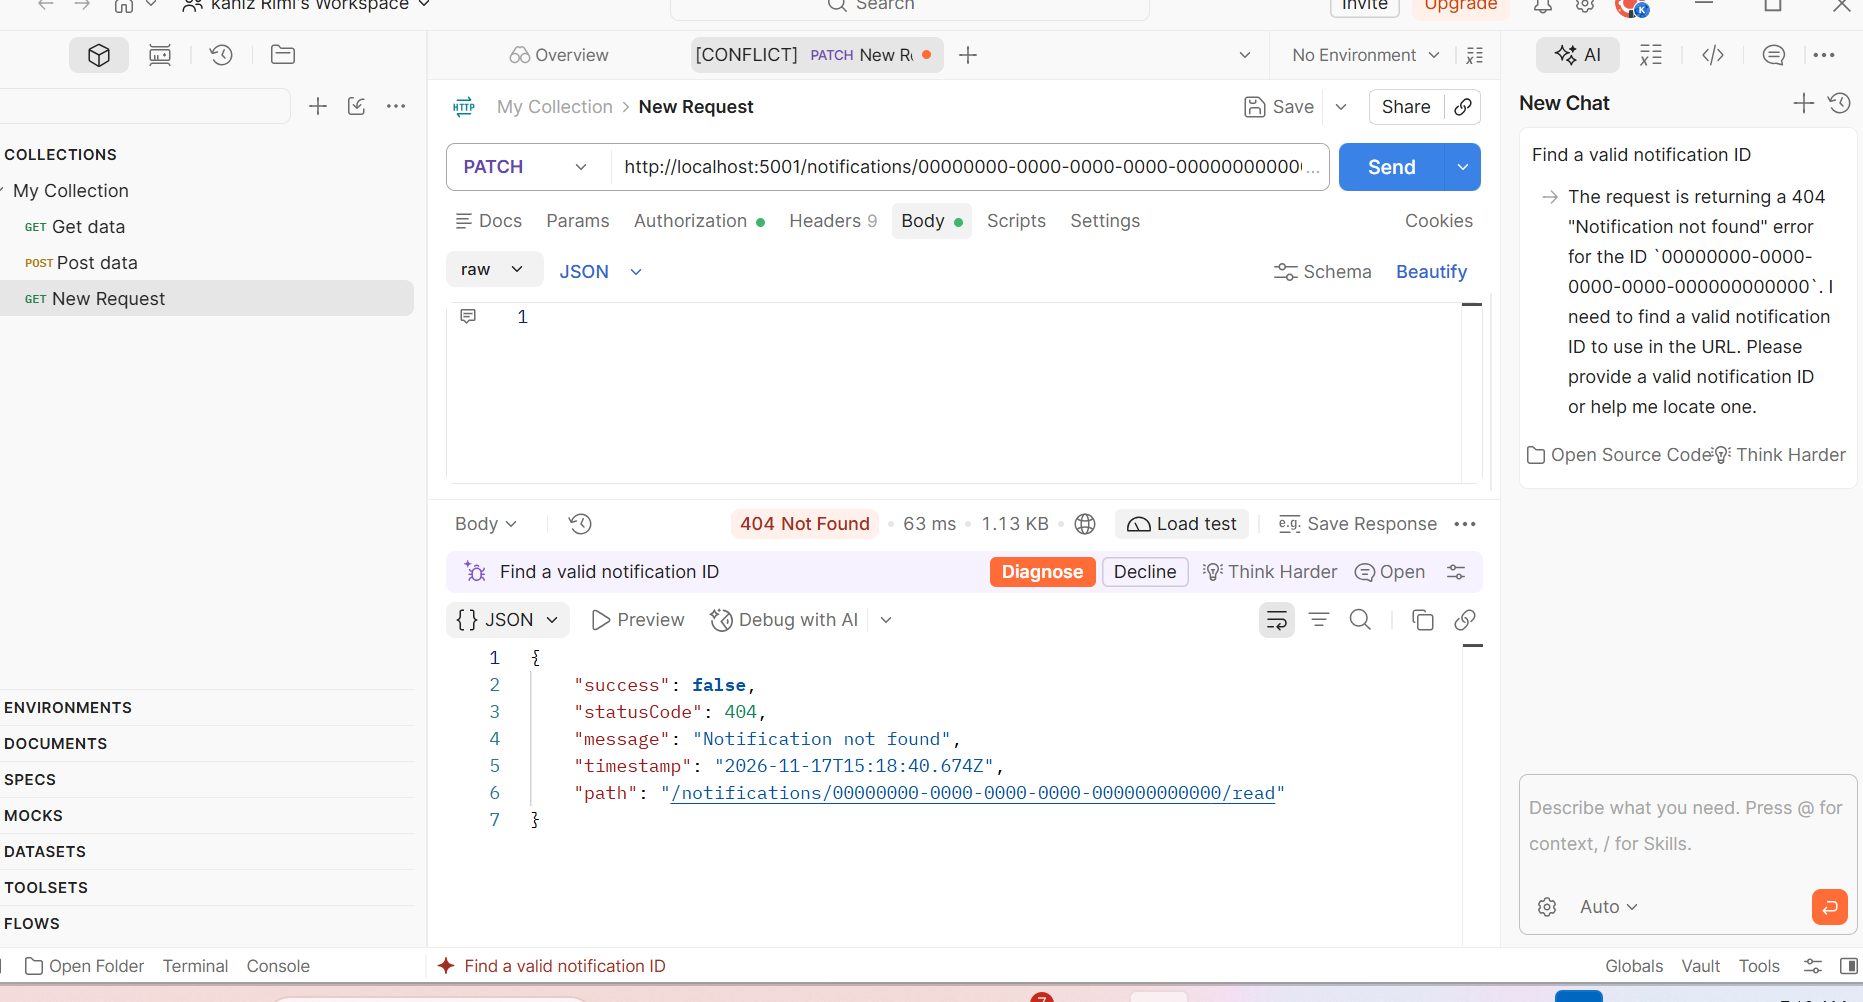 kaniz Rimi's Workspace
Search
Invite
Upgrade
K
Overview
[CONFLICT] PATCH New R
No Environment
AI
My Collection > New Request
Save
Share
New Chat
COLLECTIONS
My Collection
GET Get data
POST Post data
GET New Request
PATCH
http://localhost:5001/notifications/00000000-0000-0000-0000-000000000000...
Send
Docs
Params
Authorization
Headers 9
Body
Scripts
Settings
Cookies
raw
JSON
Schema
Beautify
1
Find a valid notification ID
The request is returning a 404
"Notification not found" error
for the ID `00000000-0000-
0000-0000-000000000000`. I
need to find a valid notification
ID to use in the URL. Please
provide a valid notification ID
or help me locate one.
Open Source Code
Think Harder
Body
404 Not Found
63 ms
1.13 KB
Load test
e.g. Save Response
Find a valid notification ID
Diagnose
Decline
Think Harder
Open
{} JSON
Preview
Debug with AI
1 {
2 "success": false,
3 "statusCode": 404,
4 "message": "Notification not found",
5 "timestamp": "2026-11-17T15:18:40.674Z",
6 "path": "/notifications/00000000-0000-0000-0000-000000000000/read"
7 }
ENVIRONMENTS
DOCUMENTS
SPECS
MOCKS
DATASETS
TOOLSETS
FLOWS
Describe what you need. Press @ for
context, / for Skills.
Auto
Open Folder
Terminal
Console
Find a valid notification ID
Globals
Vault
Tools